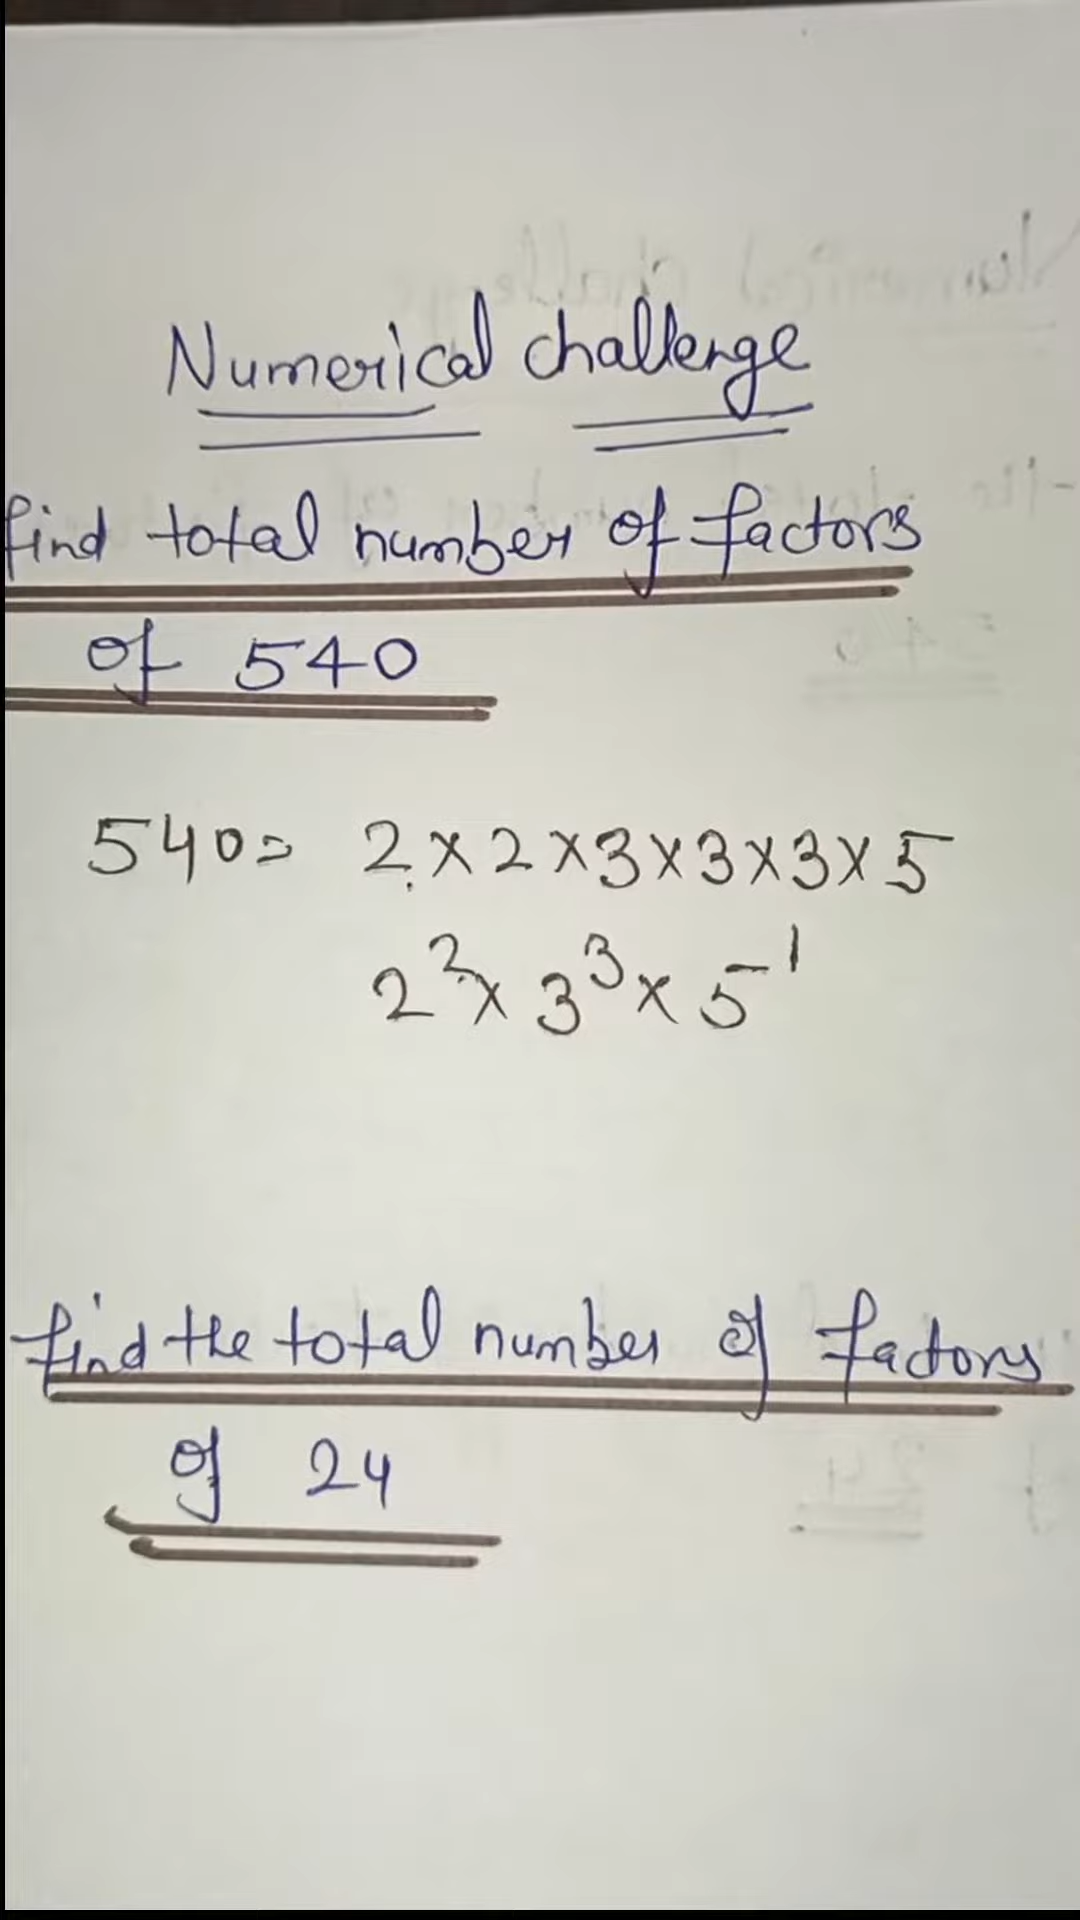 Numerical challenge
find total number of factors
of 540
540= 2×2×3×3×3×5
2²× 3³× 5¹
find the total number of factors
of 24